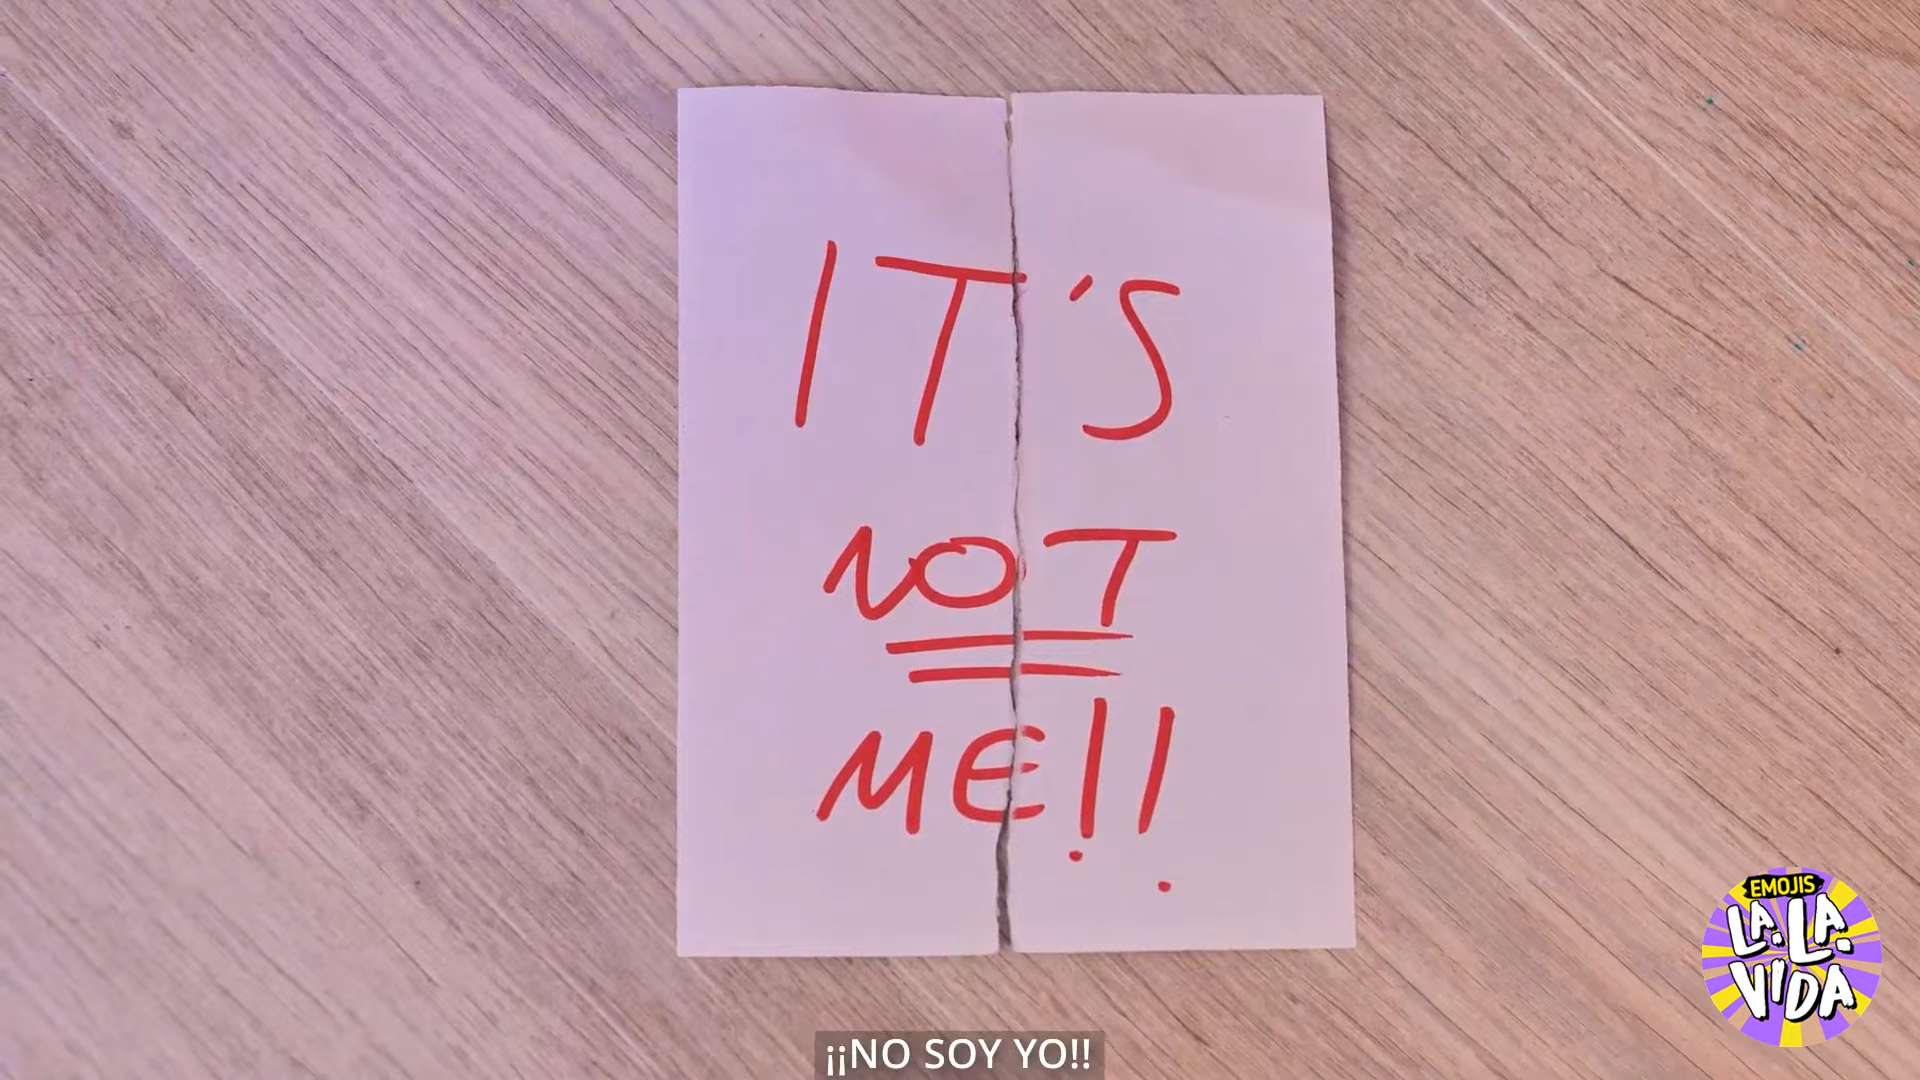 IT'S
NOT
ME!!
EMOJIS
LA LA
VIDA
¡¡NO SOY YO!!